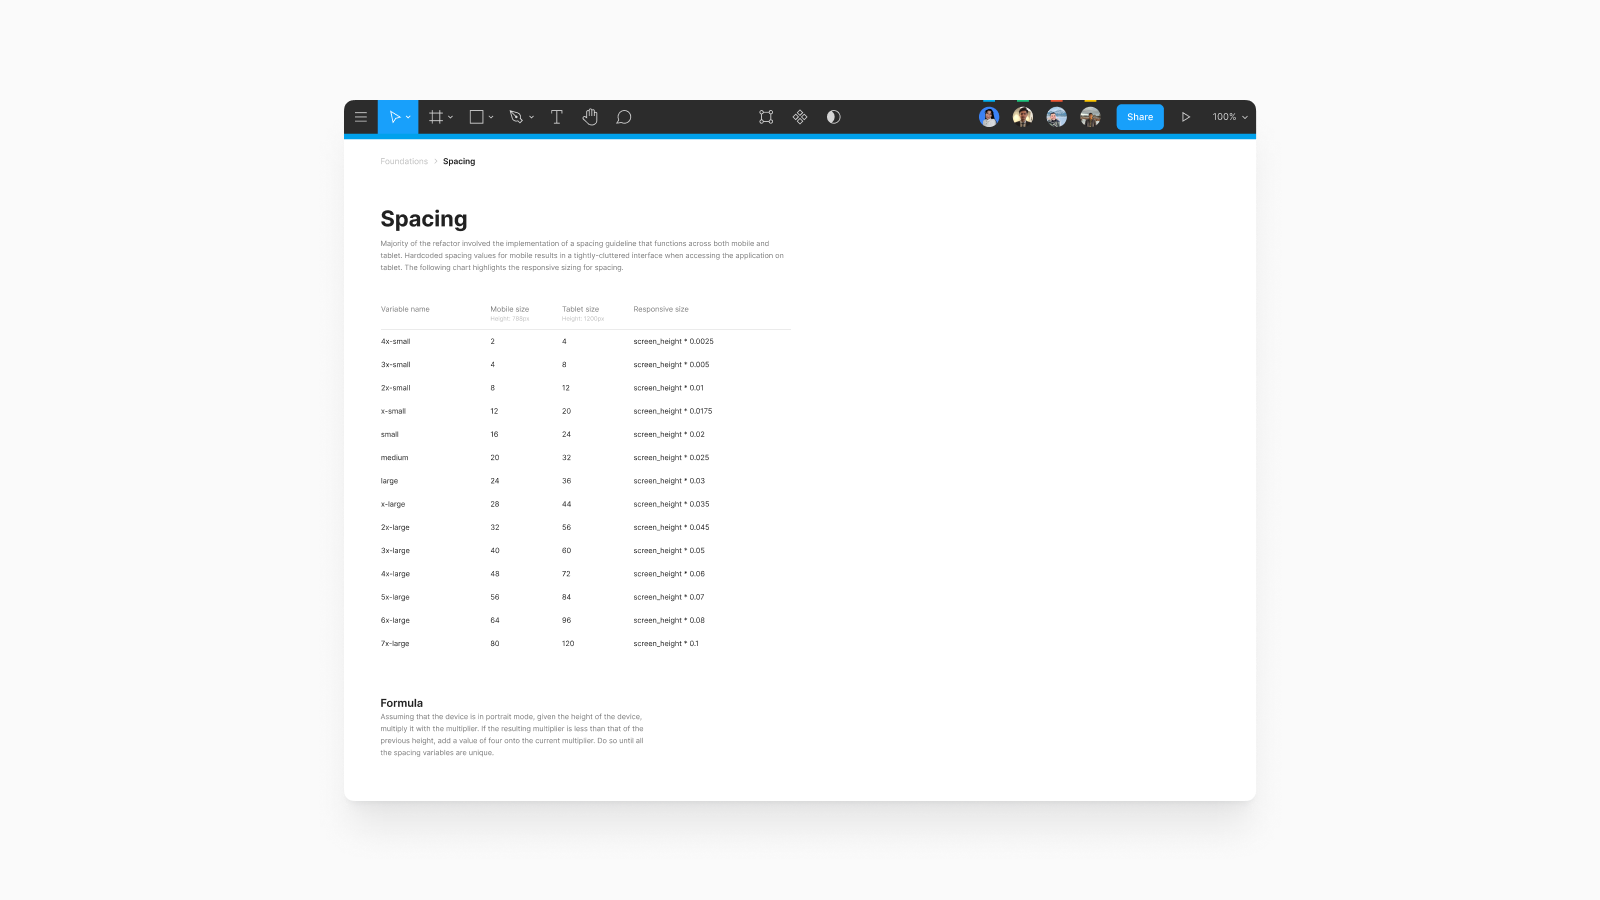 Share
100%
Foundations > Spacing
Spacing
Majority of the refactor involved the implementation of a spacing guideline that functions across both mobile and
tablet. Hardcoded spacing values for mobile results in a tightly-cluttered interface when accessing the application on
tablet. The following chart highlights the responsive sizing for spacing.
Variable name Mobile size Tablet size Responsive size
Height: 798px Height: 1200px
4x-small 2 4 screen_height * 0.0025
3x-small 4 8 screen_height * 0.005
2x-small 8 12 screen_height * 0.01
x-small 12 20 screen_height * 0.0175
small 16 24 screen_height * 0.02
medium 20 32 screen_height * 0.025
large 24 36 screen_height * 0.03
x-large 28 44 screen_height * 0.035
2x-large 32 56 screen_height * 0.045
3x-large 40 60 screen_height * 0.05
4x-large 48 72 screen_height * 0.06
5x-large 56 84 screen_height * 0.07
6x-large 64 96 screen_height * 0.08
7x-large 80 120 screen_height * 0.1
Formula
Assuming that the device is in portrait mode, given the height of the device,
multiply it with the multiplier. If the resulting multiplier is less than that of the
previous height, add a value of four onto the current multiplier. Do so until all
the spacing variables are unique.